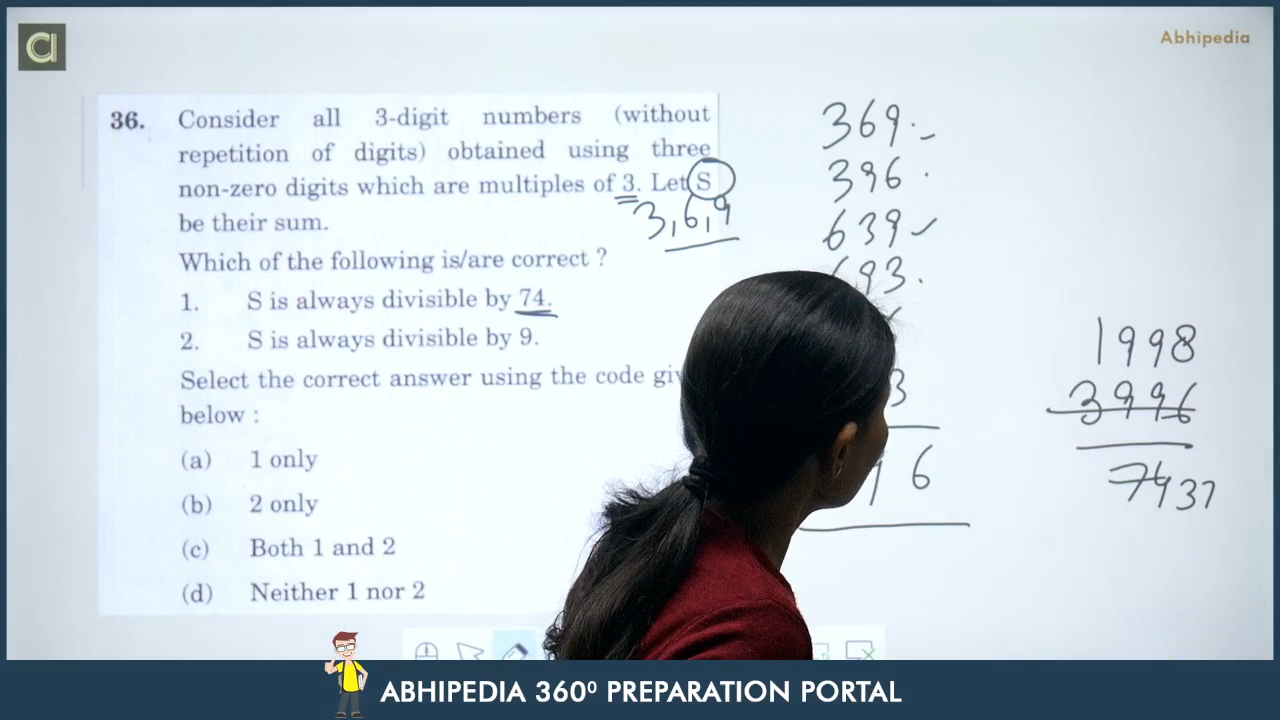 Abhipedia
36. Consider all 3-digit numbers (without
repetition of digits) obtained using three
non-zero digits which are multiples of 3. Let S
be their sum.
3,6,9
Which of the following is/are correct ?
1. S is always divisible by 74.
2. S is always divisible by 9.
Select the correct answer using the code
below :
(a) 1 only
(b) 2 only
(c) Both 1 and 2
(d) Neither 1 nor 2
369
396
639
693
3
6
1998
3996
ABHIPEDIA 360⁰ PREPARATION PORTAL